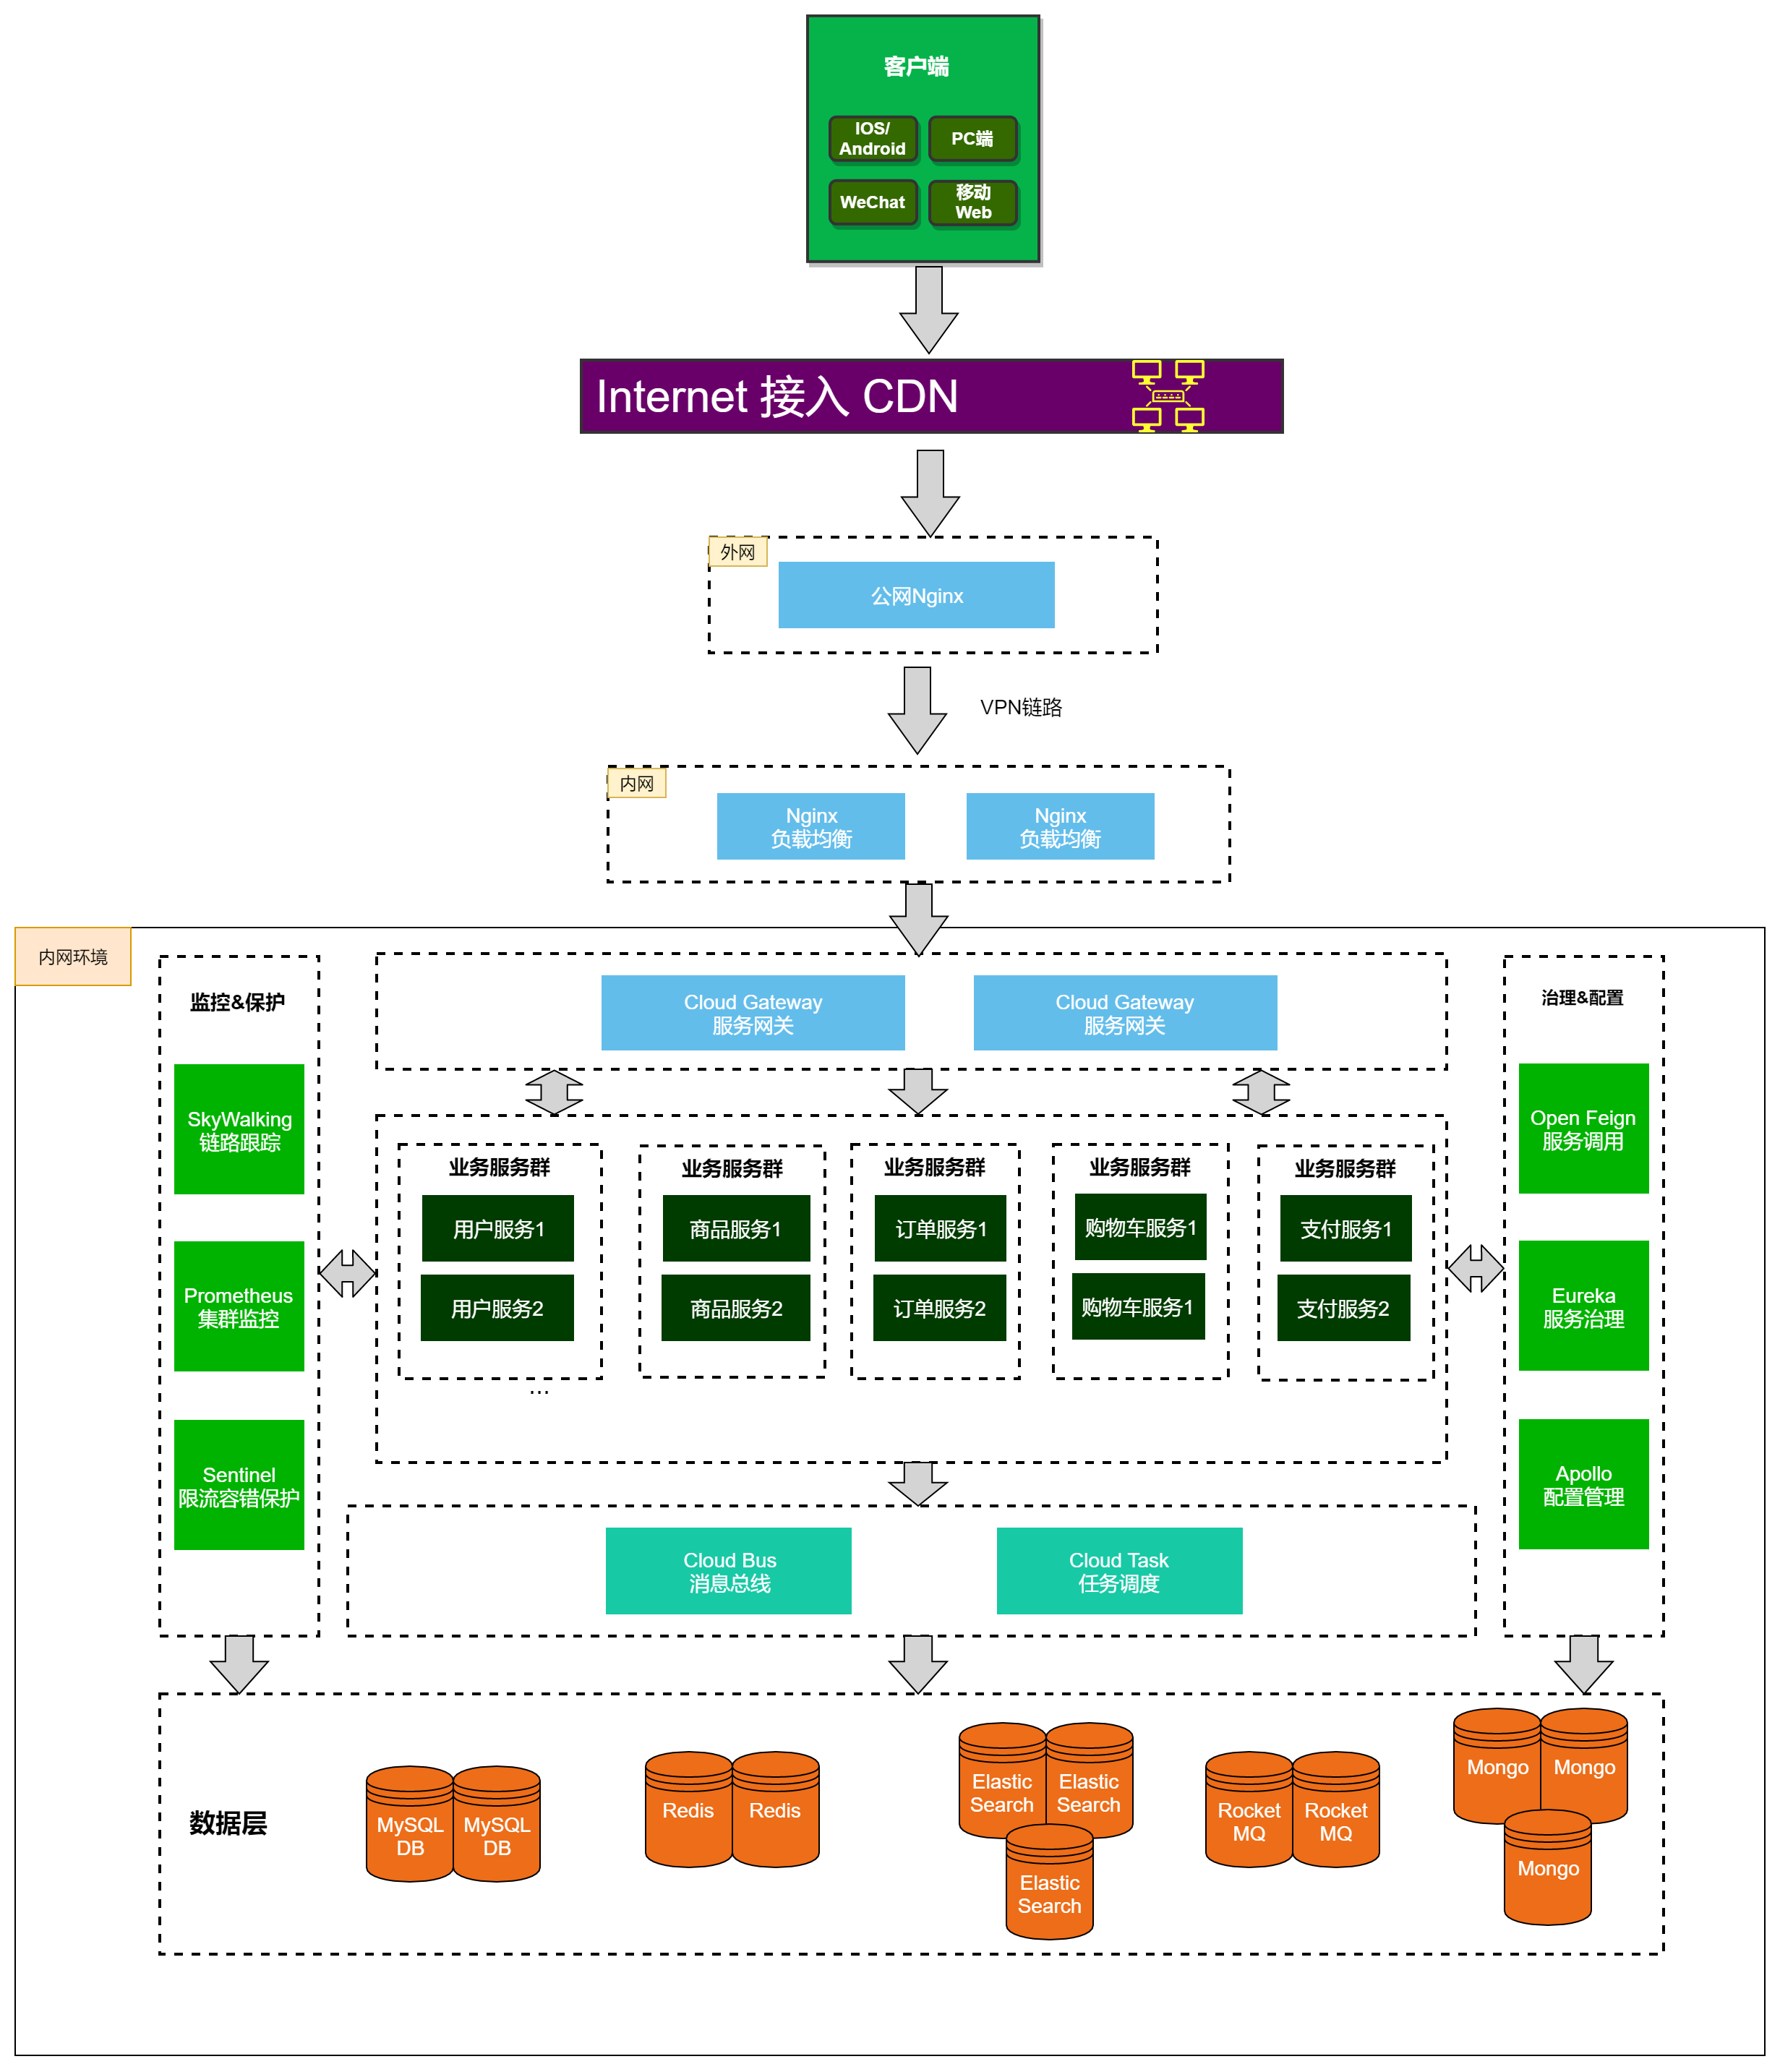 客户端
IOS/
Android
PC端
WeChat
移动
Web
Internet 接入 CDN
外网
公网Nginx
VPN链路
内网
Nginx
负载均衡
Nginx
负载均衡
内网环境
监控&保护
SkyWalking
链路跟踪
Prometheus
集群监控
Sentinel
限流容错保护
Cloud Gateway
服务网关
Cloud Gateway
服务网关
业务服务群
用户服务1
用户服务2
业务服务群
商品服务1
商品服务2
业务服务群
订单服务1
订单服务2
业务服务群
购物车服务1
购物车服务1
业务服务群
支付服务1
支付服务2
...
治理&配置
Open Feign
服务调用
Eureka
服务治理
Apollo
配置管理
Cloud Bus
消息总线
Cloud Task
任务调度
数据层
MySQL
DB
MySQL
DB
Redis
Redis
Elastic
Search
Elastic
Search
Elastic
Search
Rocket
MQ
Rocket
MQ
Mongo
Mongo
Mongo